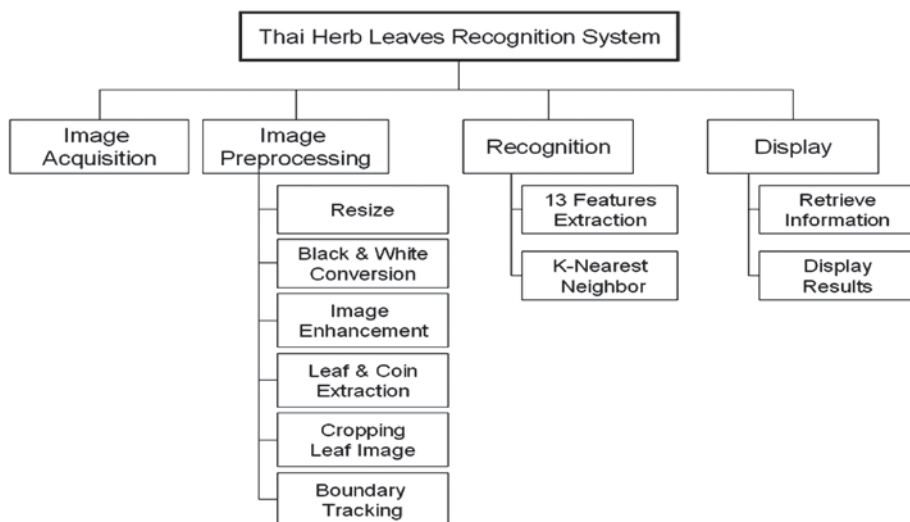 Thai Herb Leaves Recognition System
Image
Acquisition
Image
Preprocessing
Recognition
Display
Resize
Black & White
Conversion
Image
Enhancement
Leaf & Coin
Extraction
Cropping
Leaf Image
Boundary
Tracking
13 Features
Extraction
K-Nearest
Neighbor
Retrieve
Information
Display
Results